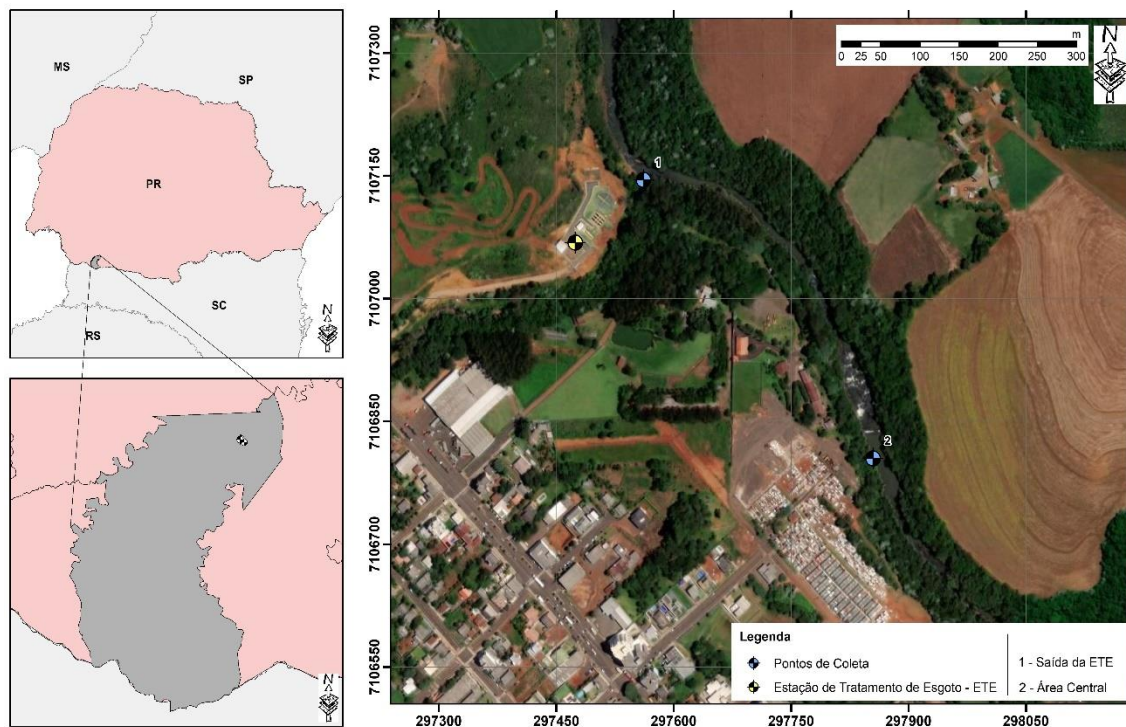 MS
SP
PR
SC
RS
N
N
7107300
7107150
7107000
7106850
7106700
7106550
m
0 25 50 100 150 200 250 300
N
1
2
Legenda
Pontos de Coleta
Estação de Tratamento de Esgoto - ETE
1 - Saída da ETE
2 - Área Central
297300
297450
297600
297750
297900
298050